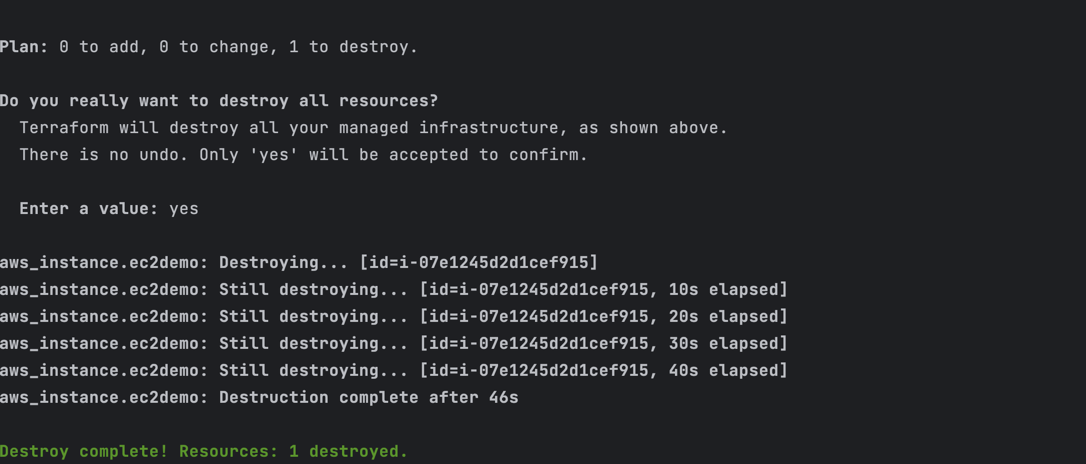 Plan: 0 to add, 0 to change, 1 to destroy.
Do you really want to destroy all resources?
Terraform will destroy all your managed infrastructure, as shown above.
There is no undo. Only 'yes' will be accepted to confirm.
Enter a value: yes
aws_instance.ec2demo: Destroying... [id=i-07e1245d2d1cef915]
aws_instance.ec2demo: Still destroying... [id=i-07e1245d2d1cef915, 10s elapsed]
aws_instance.ec2demo: Still destroying... [id=i-07e1245d2d1cef915, 20s elapsed]
aws_instance.ec2demo: Still destroying... [id=i-07e1245d2d1cef915, 30s elapsed]
aws_instance.ec2demo: Still destroying... [id=i-07e1245d2d1cef915, 40s elapsed]
aws_instance.ec2demo: Destruction complete after 46s
Destroy complete! Resources: 1 destroyed.